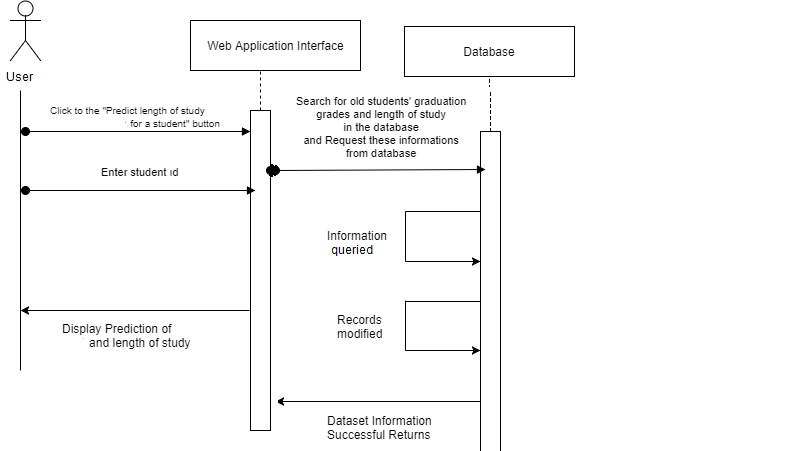 User
Web Application Interface
Database
Click to the "Predict length of study
for a student" button
Search for old students' graduation
grades and length of study
in the database
and Request these informations
from database
Enter student id
Information
queried
Records
modified
Display Prediction of
and length of study
Dataset Information
Successful Returns